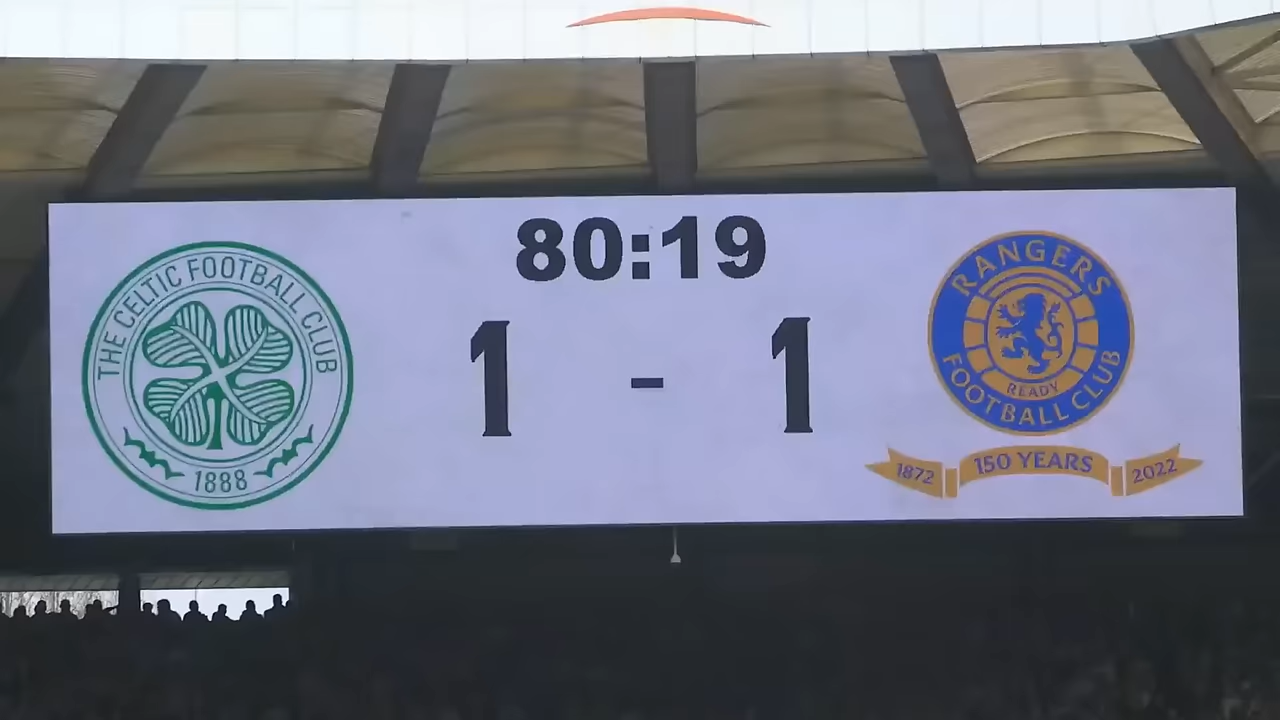 80:19
THE CELTIC FOOTBALL CLUB
1888
1 - 1
RANGERS
FOOTBALL CLUB
READY
1872 150 YEARS 2022